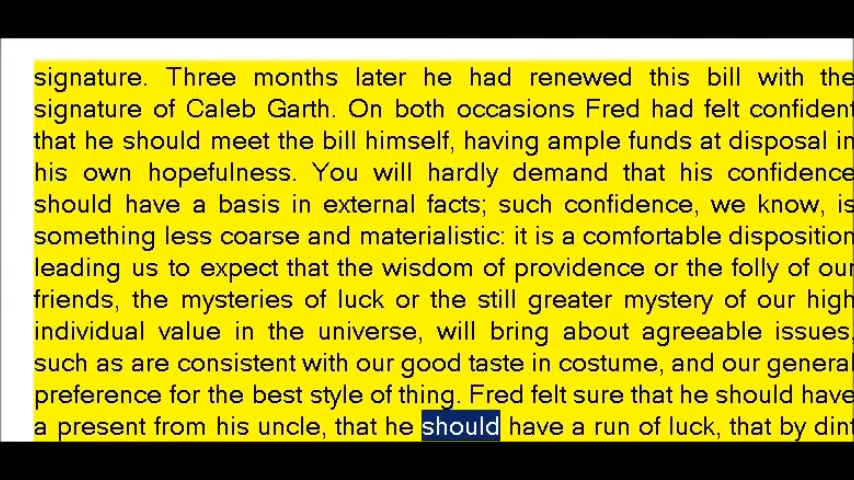 signature. Three months later he had renewed this bill with the
signature of Caleb Garth. On both occasions Fred had felt confident
that he should meet the bill himself, having ample funds at disposal in
his own hopefulness. You will hardly demand that his confidence
should have a basis in external facts; such confidence, we know, is
something less coarse and materialistic: it is a comfortable disposition
leading us to expect that the wisdom of providence or the folly of our
friends, the mysteries of luck or the still greater mystery of our high
individual value in the universe, will bring about agreeable issues,
such as are consistent with our good taste in costume, and our general
preference for the best style of thing. Fred felt sure that he should have
a present from his uncle, that he should have a run of luck, that by dint